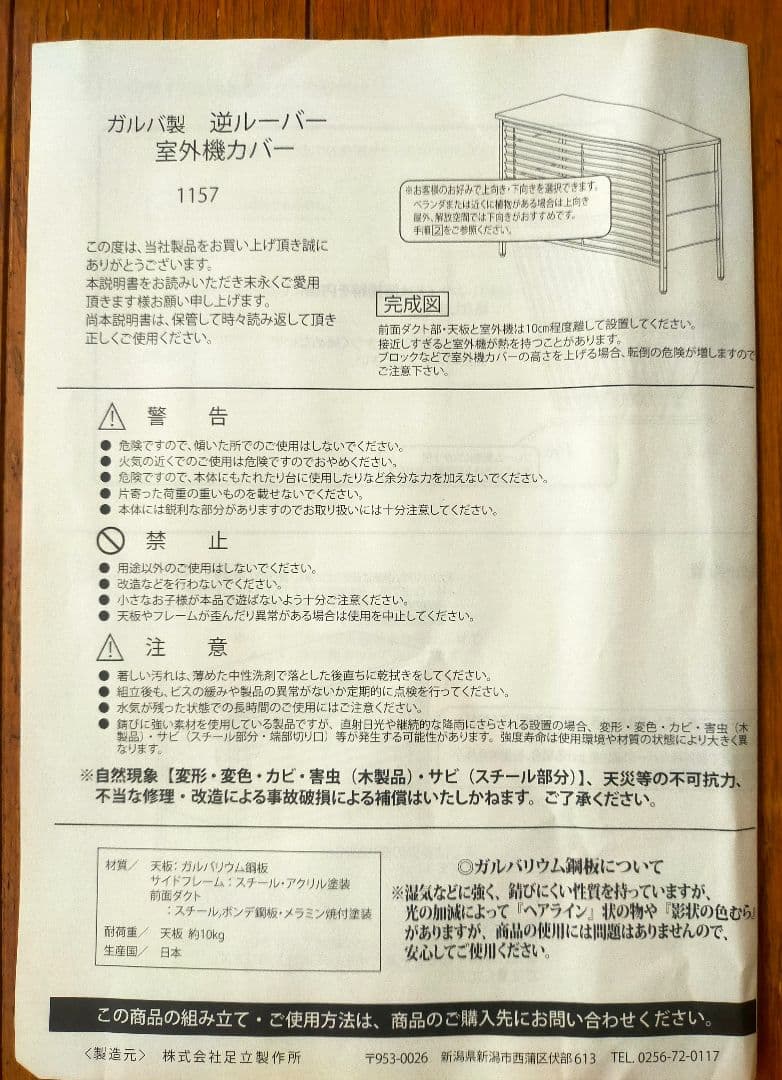 ガルバ製 逆ルーバー
室外機カバー
1157
この度は、当社製品をお買い上げ頂き誠に
ありがとうございます。
本説明書をお読みいただき末永くご愛用
頂きます様お願い申し上げます。
尚本説明書は、保管して時々読み返して頂き
正しくご使用ください。
※お客様のお好みで上向き・下向きを選択できます。
ベランダまたは近くに植物がある場合は上向き
屋外、解放空間では下向きがおすすめです。
手順2をご参照ください。
完成図
前面ダクト部・天板と室外機は10cm程度離して設置してください。
接近しすぎると室外機が熱を持つことがあります。
ブロックなどで室外機カバーの高さを上げる場合、転倒の危険が増しますので
ご注意下さい。
警告
● 危険ですので、傾いた所でのご使用はしないでください。
● 火気の近くでのご使用は危険ですのでおやめください。
● 危険ですので、本体にもたれたり台に使用したりなど余分な力を加えないでください。
● 片寄った荷重の重いものを載せないでください。
● 本体には鋭利な部分がありますのでお取り扱いには十分注意してください。
禁止
● 用途以外のご使用はしないでください。
● 改造などを行わないでください。
● 小さなお子様が本品で遊ばないよう十分ご注意ください。
● 天板やフレームが歪んだり異常がある場合は使用を中止してください。
注意
● 著しい汚れは、薄めた中性洗剤で落とした後直ちに乾拭きをしてください。
● 組立後も、ビスの緩みや製品の異常がないか定期的に点検を行ってください。
● 水気が残った状態での長時間のご使用にはご注意ください。
● 錆びに強い素材を使用している製品ですが、直射日光や継続的な降雨にさらされる設置の場合、変形・変色・カビ・害虫（木
製品）・サビ（スチール部分・端部切り口）等が発生する可能性があります。強度寿命は使用環境や材質の状態により大きく異
なります。
※自然現象【変形・変色・カビ・害虫（木製品）・サビ（スチール部分）】、天災等の不可抗力、
不当な修理・改造による事故破損による補償はいたしかねます。ご了承ください。
材質／ 天板：ガルバリウム鋼板
サイドフレーム：スチール・アクリル塗装
前面ダクト
：スチール,ボンデ鋼板・メラミン焼付塗装
耐荷重／ 天板 約10kg
生産国／ 日本
◎ガルバリウム鋼板について
※湿気などに強く、錆びにくい性質を持っていますが、
光の加減によって『ヘアライン』状の物や『影状の色むら』
がありますが、商品の使用には問題はありませんので、
安心してご使用ください。
この商品の組み立て・ご使用方法は、商品のご購入先にお問い合わせください。
〈製造元〉 株式会社足立製作所 〒953-0026 新潟県新潟市西蒲区伏部613 TEL. 0256-72-0117